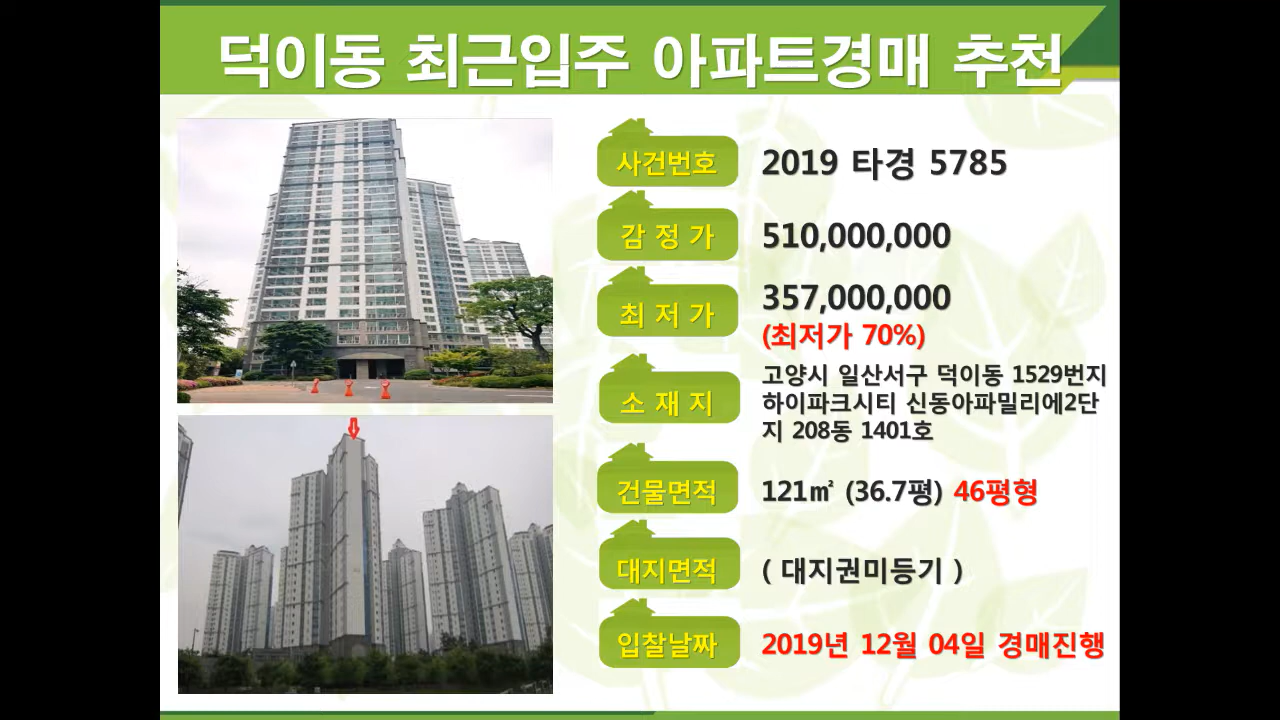 덕이동 최근입주 아파트경매 추천
사건번호
2019 타경 5785
감 정 가
510,000,000
최 저 가
357,000,000
(최저가 70%)
소 재 지
고양시 일산서구 덕이동 1529번지
하이파크시티 신동아파밀리에2단
지 208동 1401호
건물면적
121㎡ (36.7평) 46평형
대지면적
( 대지권미등기 )
입찰날짜
2019년 12월 04일 경매진행